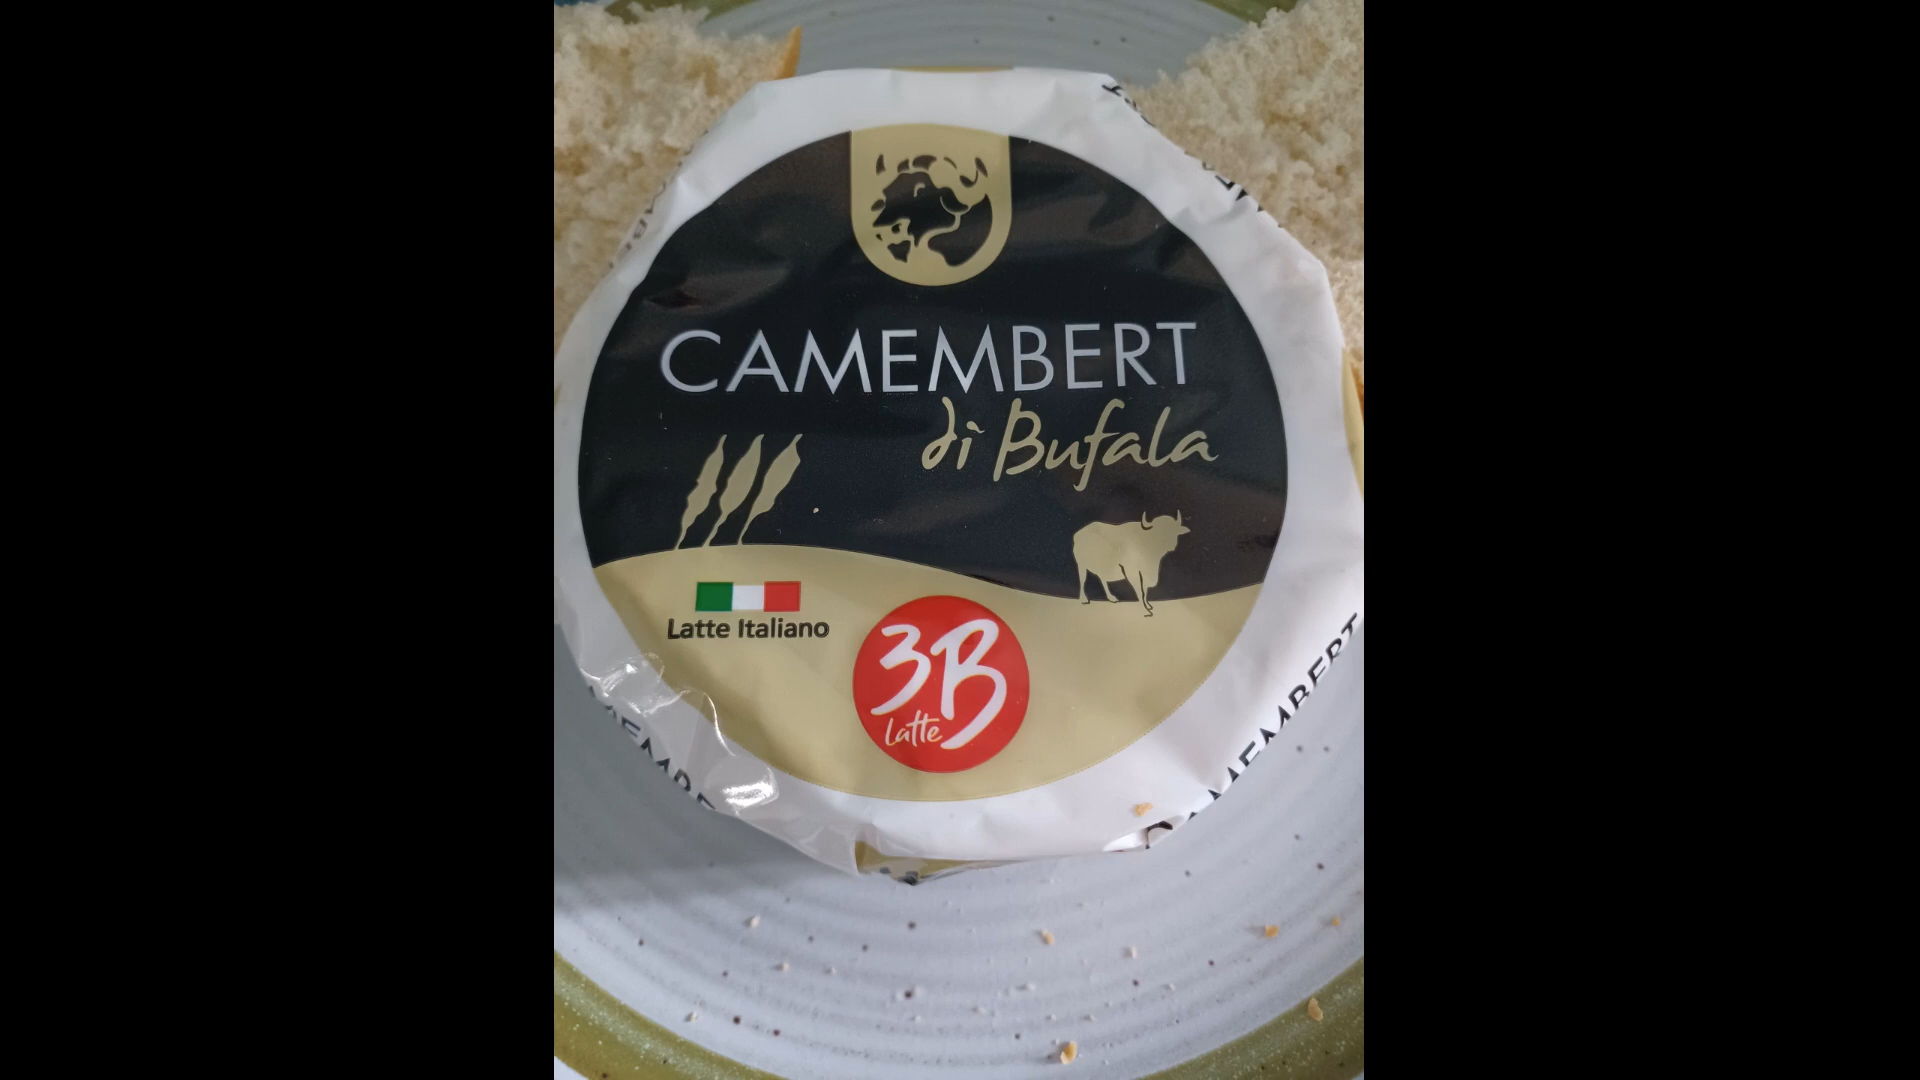 CAMEMBERT
di Bufala
Latte Italiano
3B
Latte
CAMEMBERT